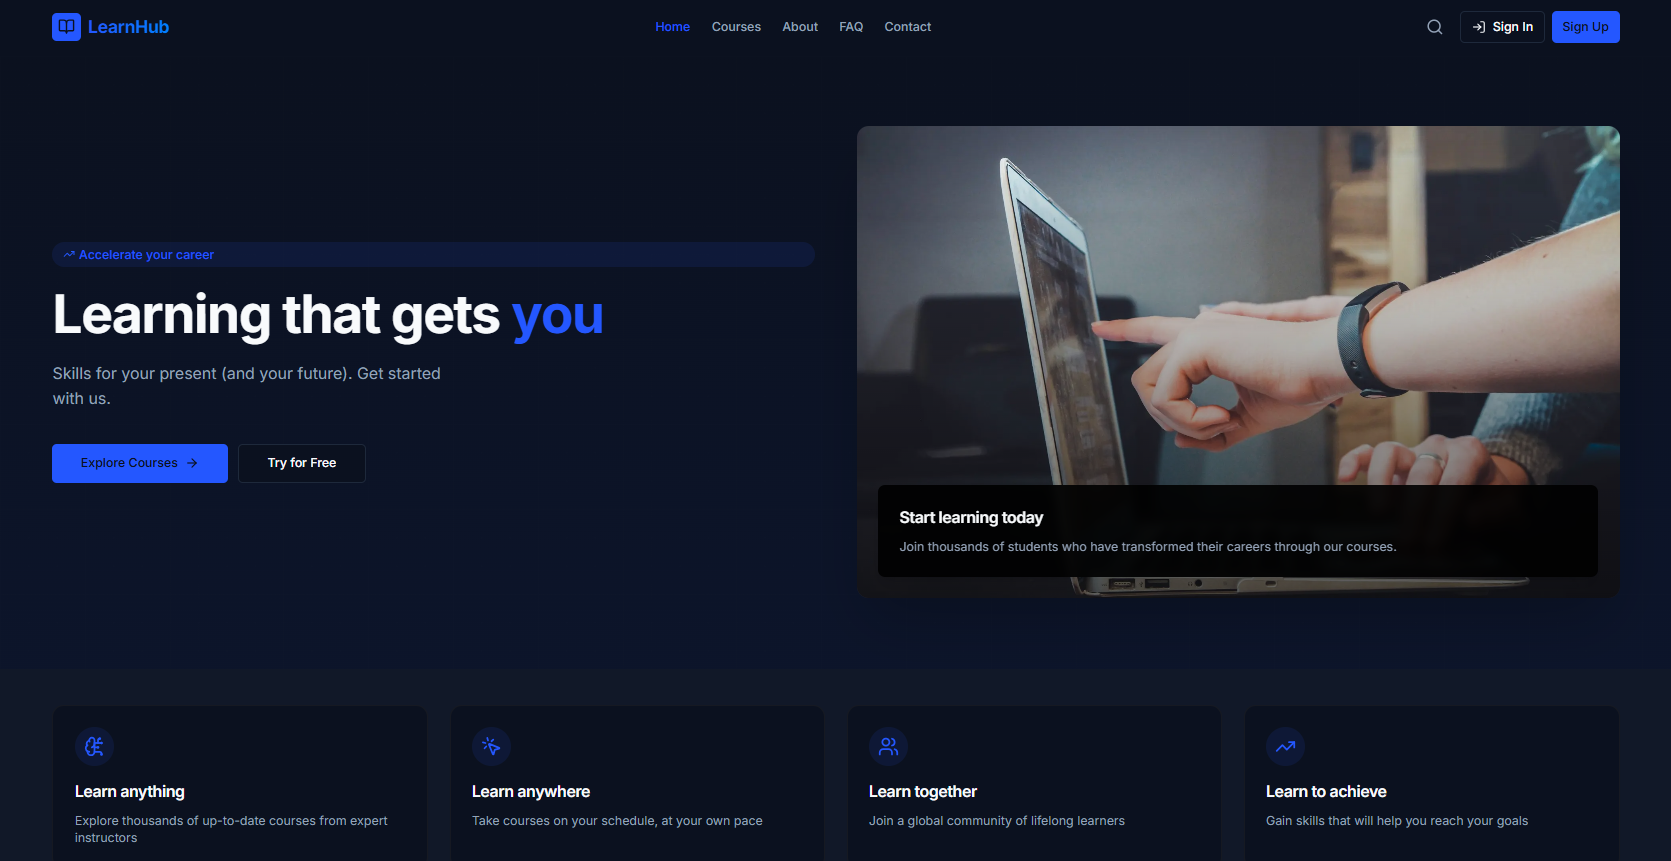 LearnHub
Home
Courses
About
FAQ
Contact
Sign In
Sign Up
Accelerate your career
Learning that gets you
Skills for your present (and your future). Get started
with us.
Explore Courses
Try for Free
Start learning today
Join thousands of students who have transformed their careers through our courses.
Learn anything
Explore thousands of up-to-date courses from expert
instructors
Learn anywhere
Take courses on your schedule, at your own pace
Learn together
Join a global community of lifelong learners
Learn to achieve
Gain skills that will help you reach your goals